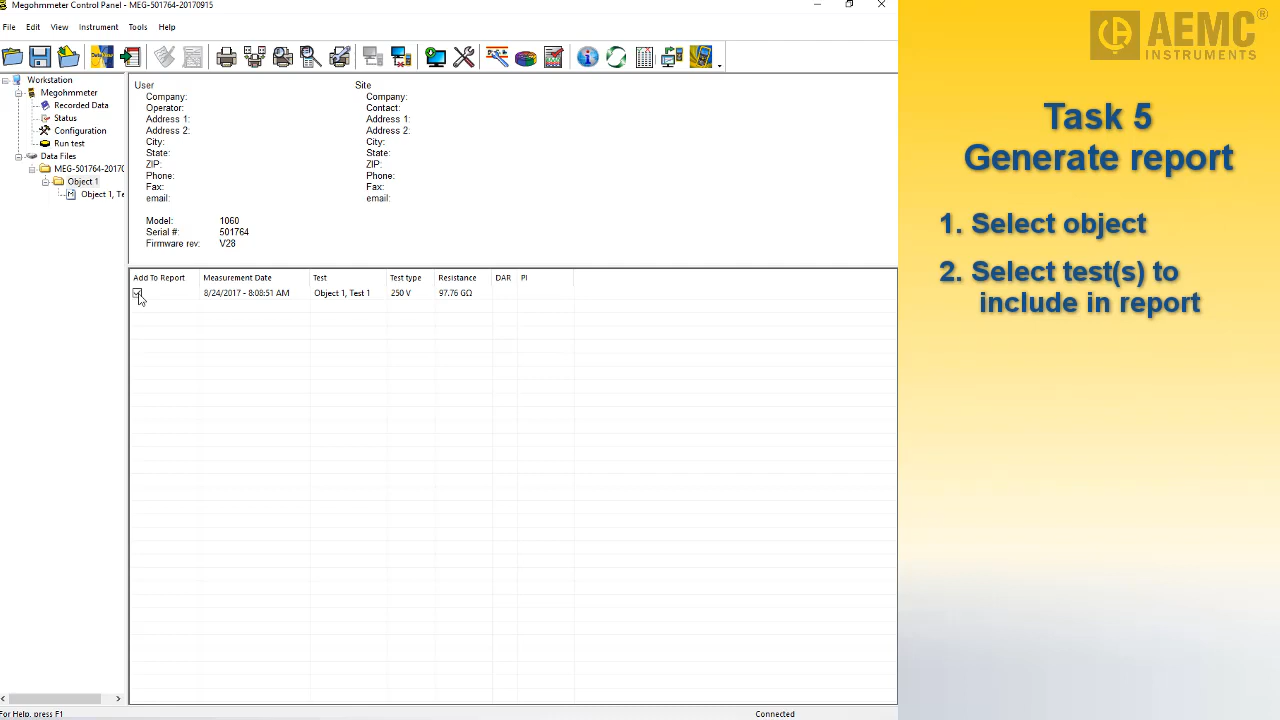 Megohmmeter Control Panel - MEG-501764-20170915
File Edit View Instrument Tools Help
Workstation
Megohmmeter
Recorded Data
Status
Configuration
Run test
Data Files
MEG-501764-2017(
Object 1
Object 1, Te
User Site
Company: Company:
Operator: Contact:
Address 1: Address 1:
Address 2: Address 2:
City: City:
State: State:
ZIP: ZIP:
Phone: Phone:
Fax: Fax:
email: email:
Model: 1060
Serial #: 501764
Firmware rev: V28
Add To Report Measurement Date Test Test type Resistance DAR PI
8/24/2017 - 8:08:51 AM Object 1, Test 1 250 V 97.76 GΩ
For Help, press F1 Connected
AEMC®
INSTRUMENTS
Task 5
Generate report
1. Select object
2. Select test(s) to
include in report